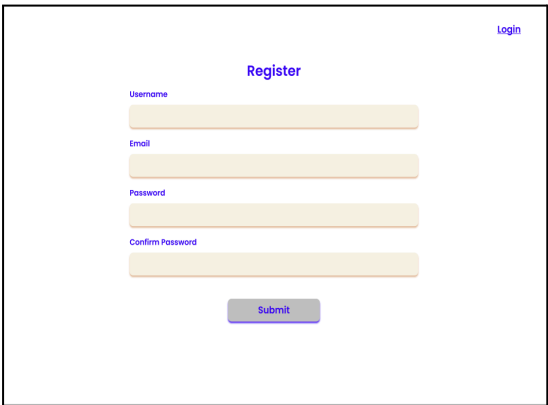 Login
Register
Username
Email
Password
Confirm Password
Submit